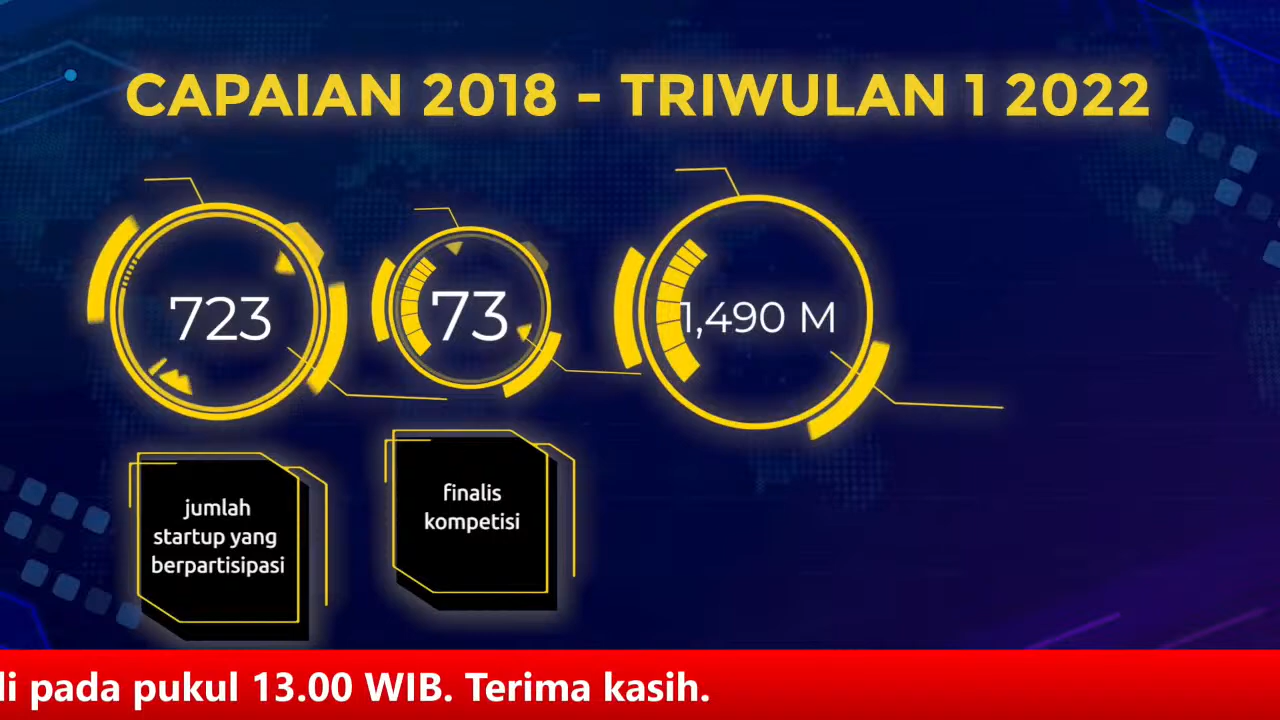 CAPAIAN 2018 - TRIWULAN 1 2022
723
73
1,490 M
jumlah
startup yang
berpartisipasi
finalis
kompetisi
pada pukul 13.00 WIB. Terima kasih.